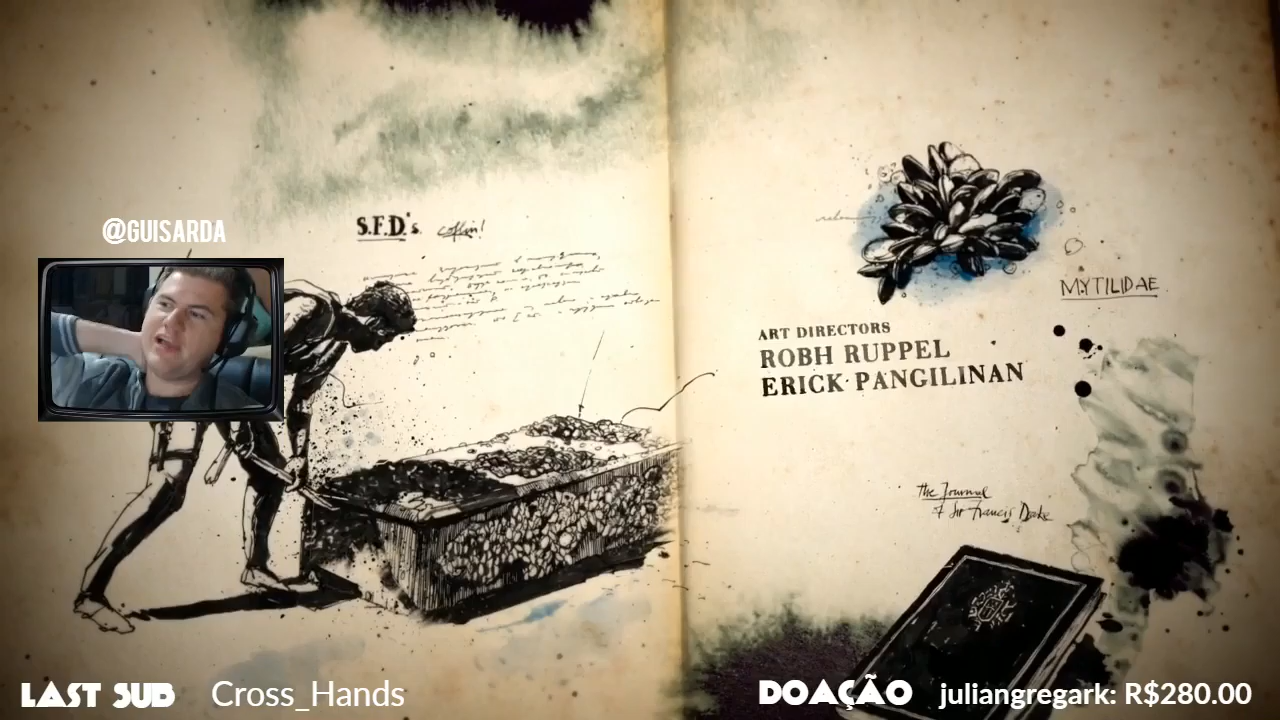 @GUISARDA
S.F.D's coffin!
MYTILIDAE
ART DIRECTORS
ROBH RUPPEL
ERICK PANGILINAN
the Journal
of Sir Francis Drake
LAST SUB Cross_Hands
DOAÇÃO juliangregark: R$280.00